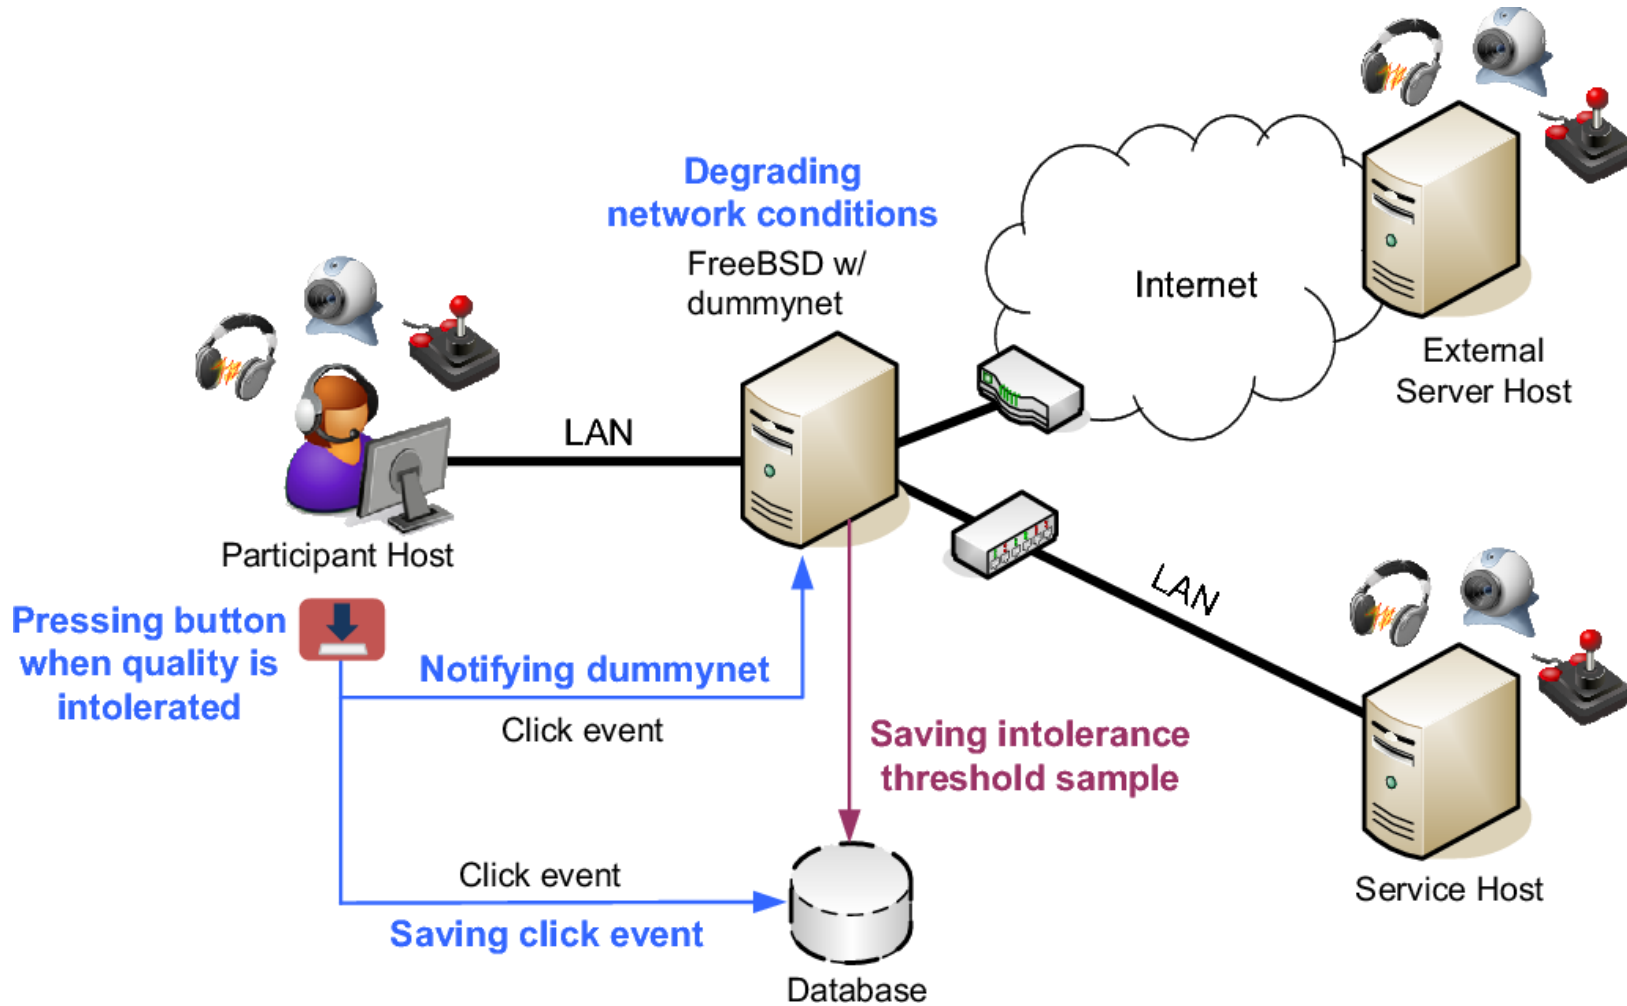 Degrading
network conditions
FreeBSD w/
dummynet
Internet
External
Server Host
LAN
Participant Host
LAN
Pressing button
when quality is
intolerated
Notifying dummynet
Click event
Saving intolerance
threshold sample
Click event
Saving click event
Service Host
Database